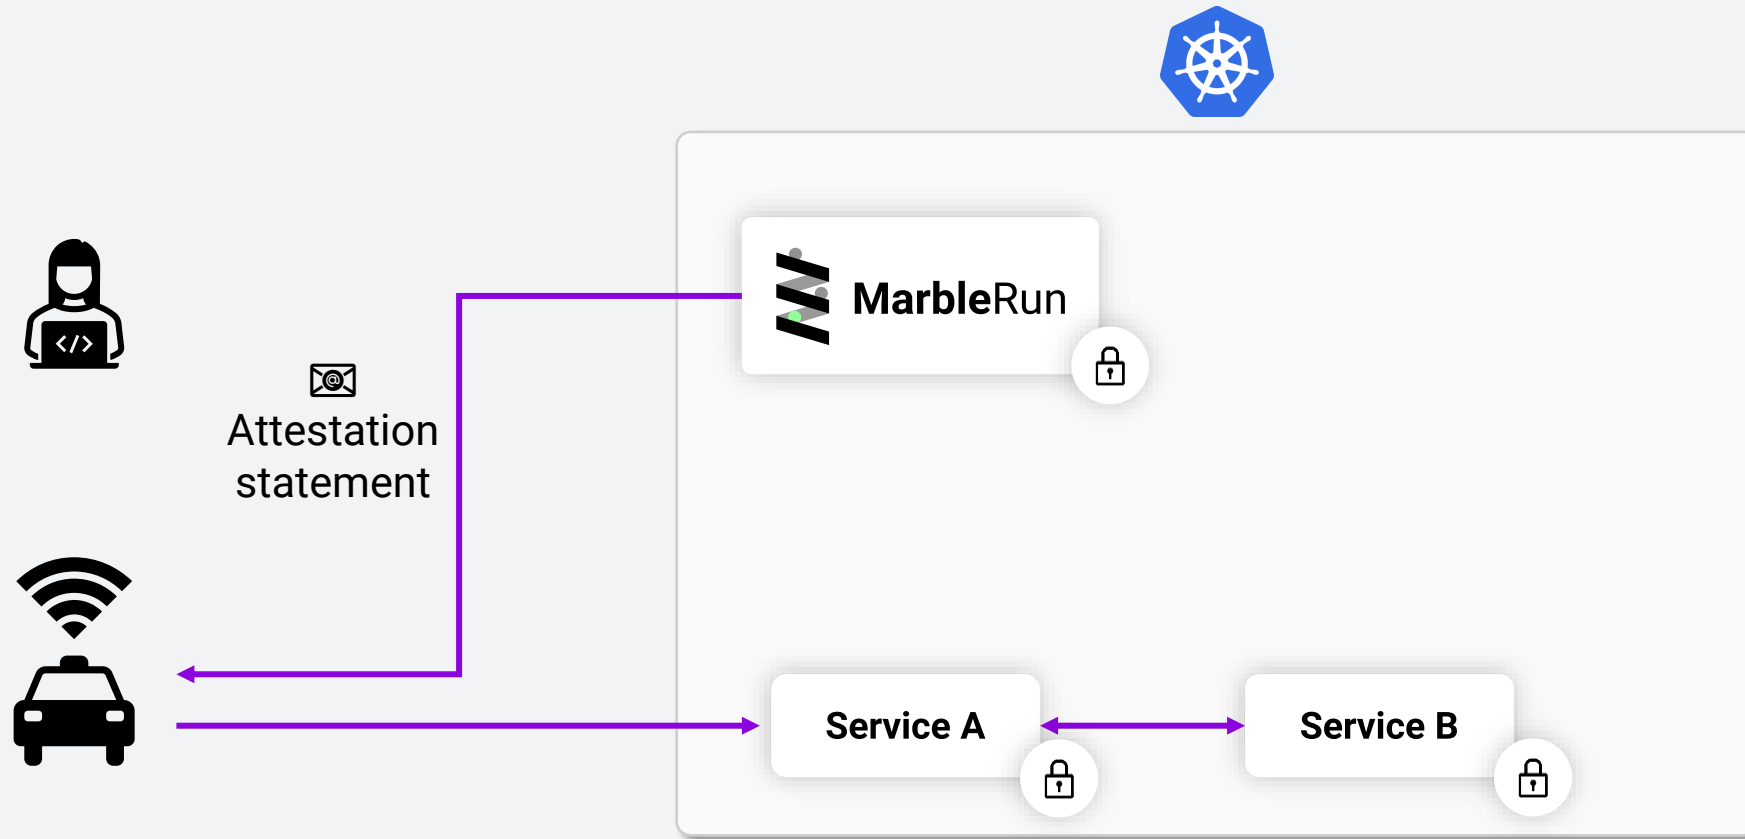 MarbleRun
</>
@
Attestation
statement
Service A
Service B